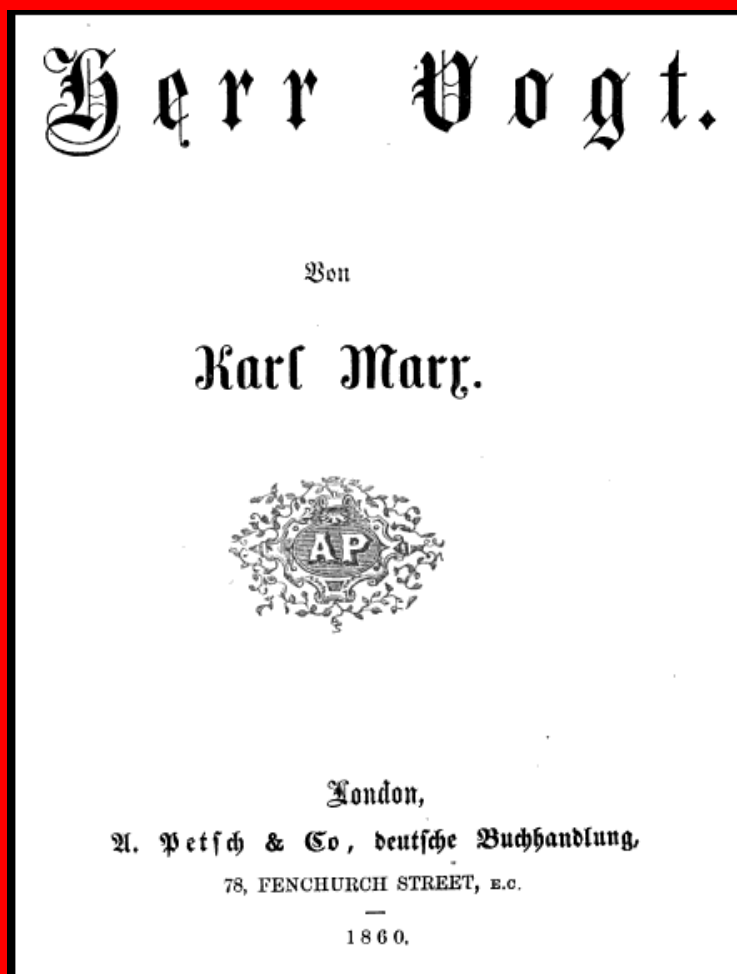 Herr Vogt.
Von
Karl Marx.
AP
London,
A. Petsch & Co, deutsche Buchhandlung,
78, FENCHURCH STREET, E.C.
1860.